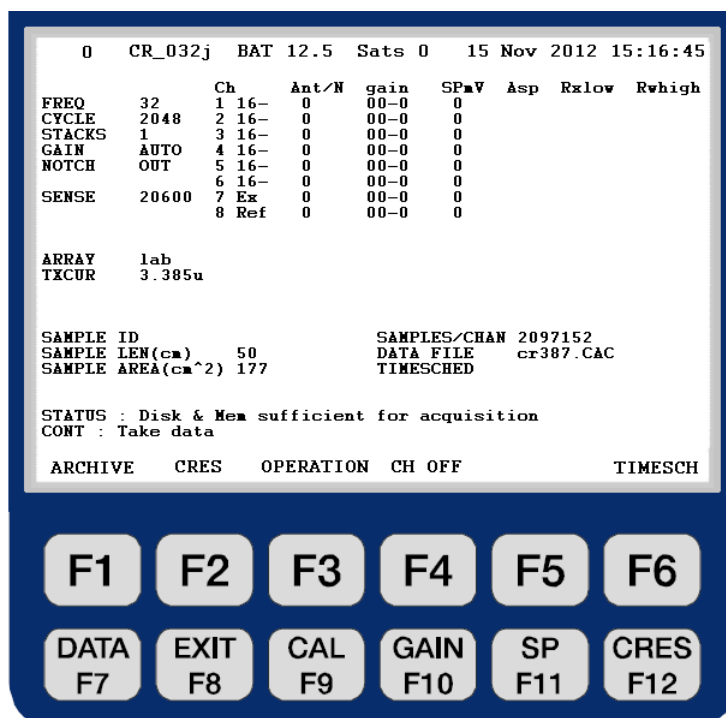 0 CR_032j BAT 12.5 Sats 0 15 Nov 2012 15:16:45
Ch Ant/N gain SPmV Asp Rxlow Rwhigh
FREQ 32 1 16- 0 00-0 0
CYCLE 2048 2 16- 0 00-0 0
STACKS 1 3 16- 0 00-0 0
GAIN AUTO 4 16- 0 00-0 0
NOTCH OUT 5 16- 0 00-0 0
6 16- 0 00-0 0
SENSE 20600 7 Ex 0 00-0 0
8 Ref 0 00-0 0
ARRAY lab
TXCUR 3.385u
SAMPLE ID SAMPLES/CHAN 2097152
SAMPLE LEN(cm) 50 DATA FILE cr387.CAC
SAMPLE AREA(cm^2) 177 TIMESCHED
STATUS : Disk & Mem sufficient for acquisition
CONT : Take data
ARCHIVE CRES OPERATION CH OFF TIMESCH
F1 F2 F3 F4 F5 F6
DATA EXIT CAL GAIN SP CRES
F7 F8 F9 F10 F11 F12